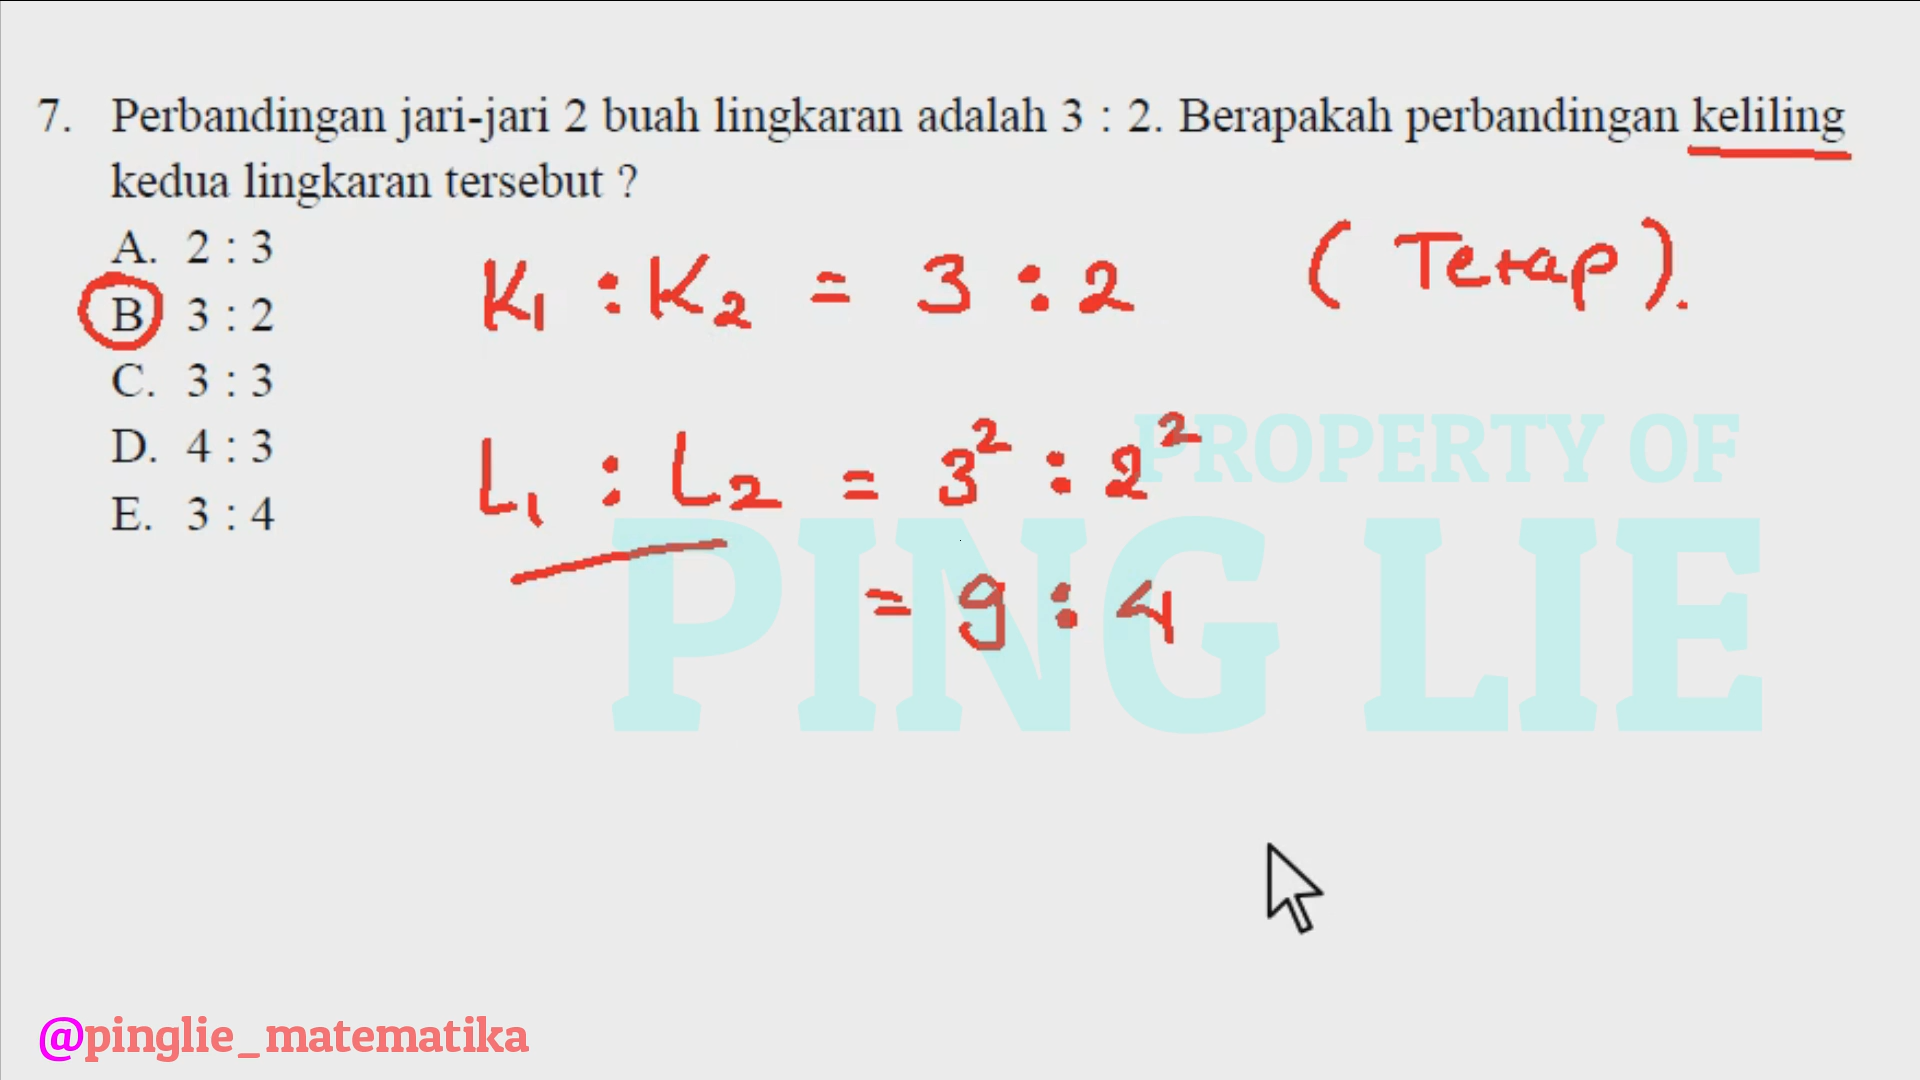 7. Perbandingan jari-jari 2 buah lingkaran adalah 3 : 2. Berapakah perbandingan keliling
kedua lingkaran tersebut ?
A. 2 : 3
B 3 : 2
C. 3 : 3
D. 4 : 3
E. 3 : 4
K₁ : K₂ = 3 : 2 (Tetap).
L₁ : L₂ = 3² : 2²
= 9 : 4
PROPERTY OF
PING LIE
@pinglie_matematika